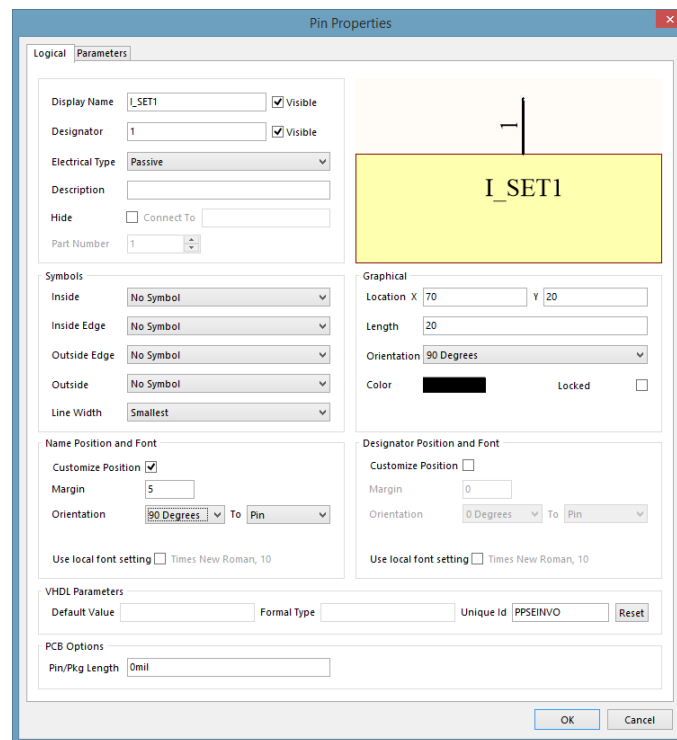 Pin Properties
Logical Parameters
Display Name I_SET1 Visible
Designator 1 Visible
Electrical Type Passive
Description
Hide Connect To
Part Number 1
1
I_SET1
Symbols
Inside No Symbol
Inside Edge No Symbol
Outside Edge No Symbol
Outside No Symbol
Line Width Smallest
Graphical
Location X 70 Y 20
Length 20
Orientation 90 Degrees
Color Locked
Name Position and Font
Customize Position
Margin 5
Orientation 90 Degrees To Pin
Use local font setting Times New Roman, 10
Designator Position and Font
Customize Position
Margin 0
Orientation 0 Degrees To Pin
Use local font setting Times New Roman, 10
VHDL Parameters
Default Value Formal Type Unique Id PPSEINVO Reset
PCB Options
Pin/Pkg Length 0mil
OK Cancel